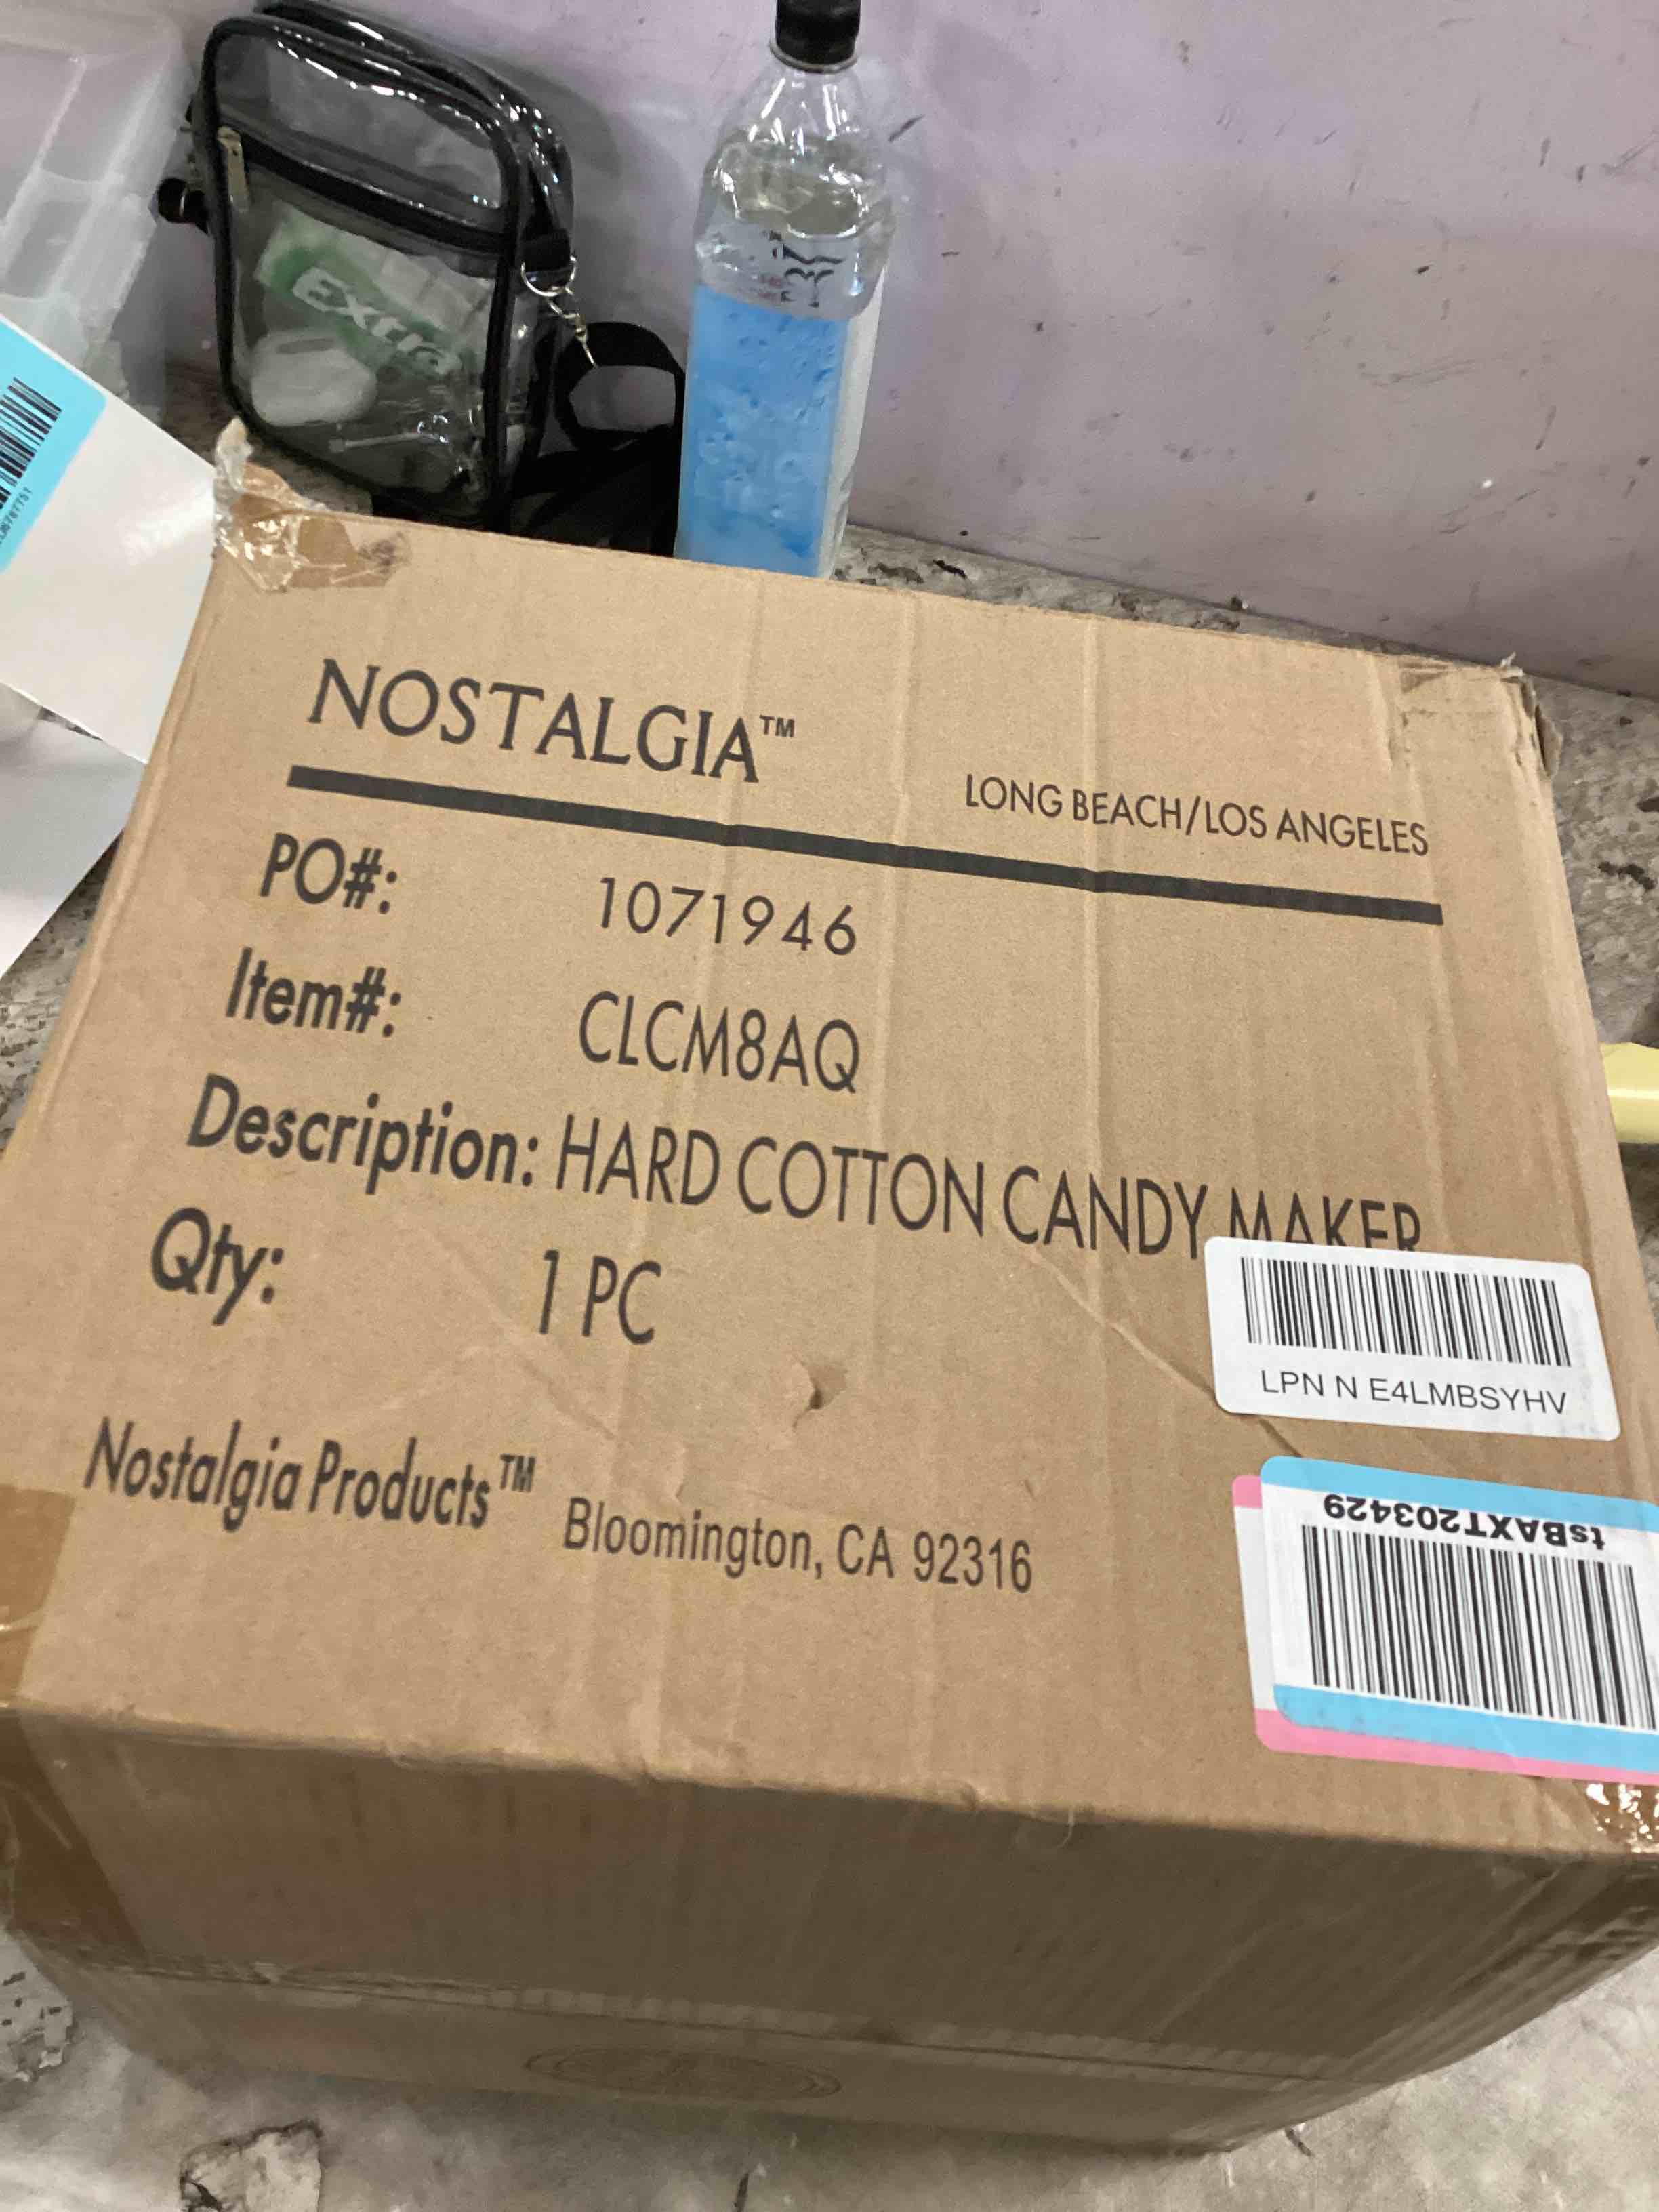 Extra
NOSTALGIA™
LONG BEACH/LOS ANGELES
PO#: 1071946
Item#: CLCM8AQ
Description: HARD COTTON CANDY MAKER
Qty: 1 PC
LPN N E4LMBSYHV
tsBAXT203429
Nostalgia Products™ Bloomington, CA 92316